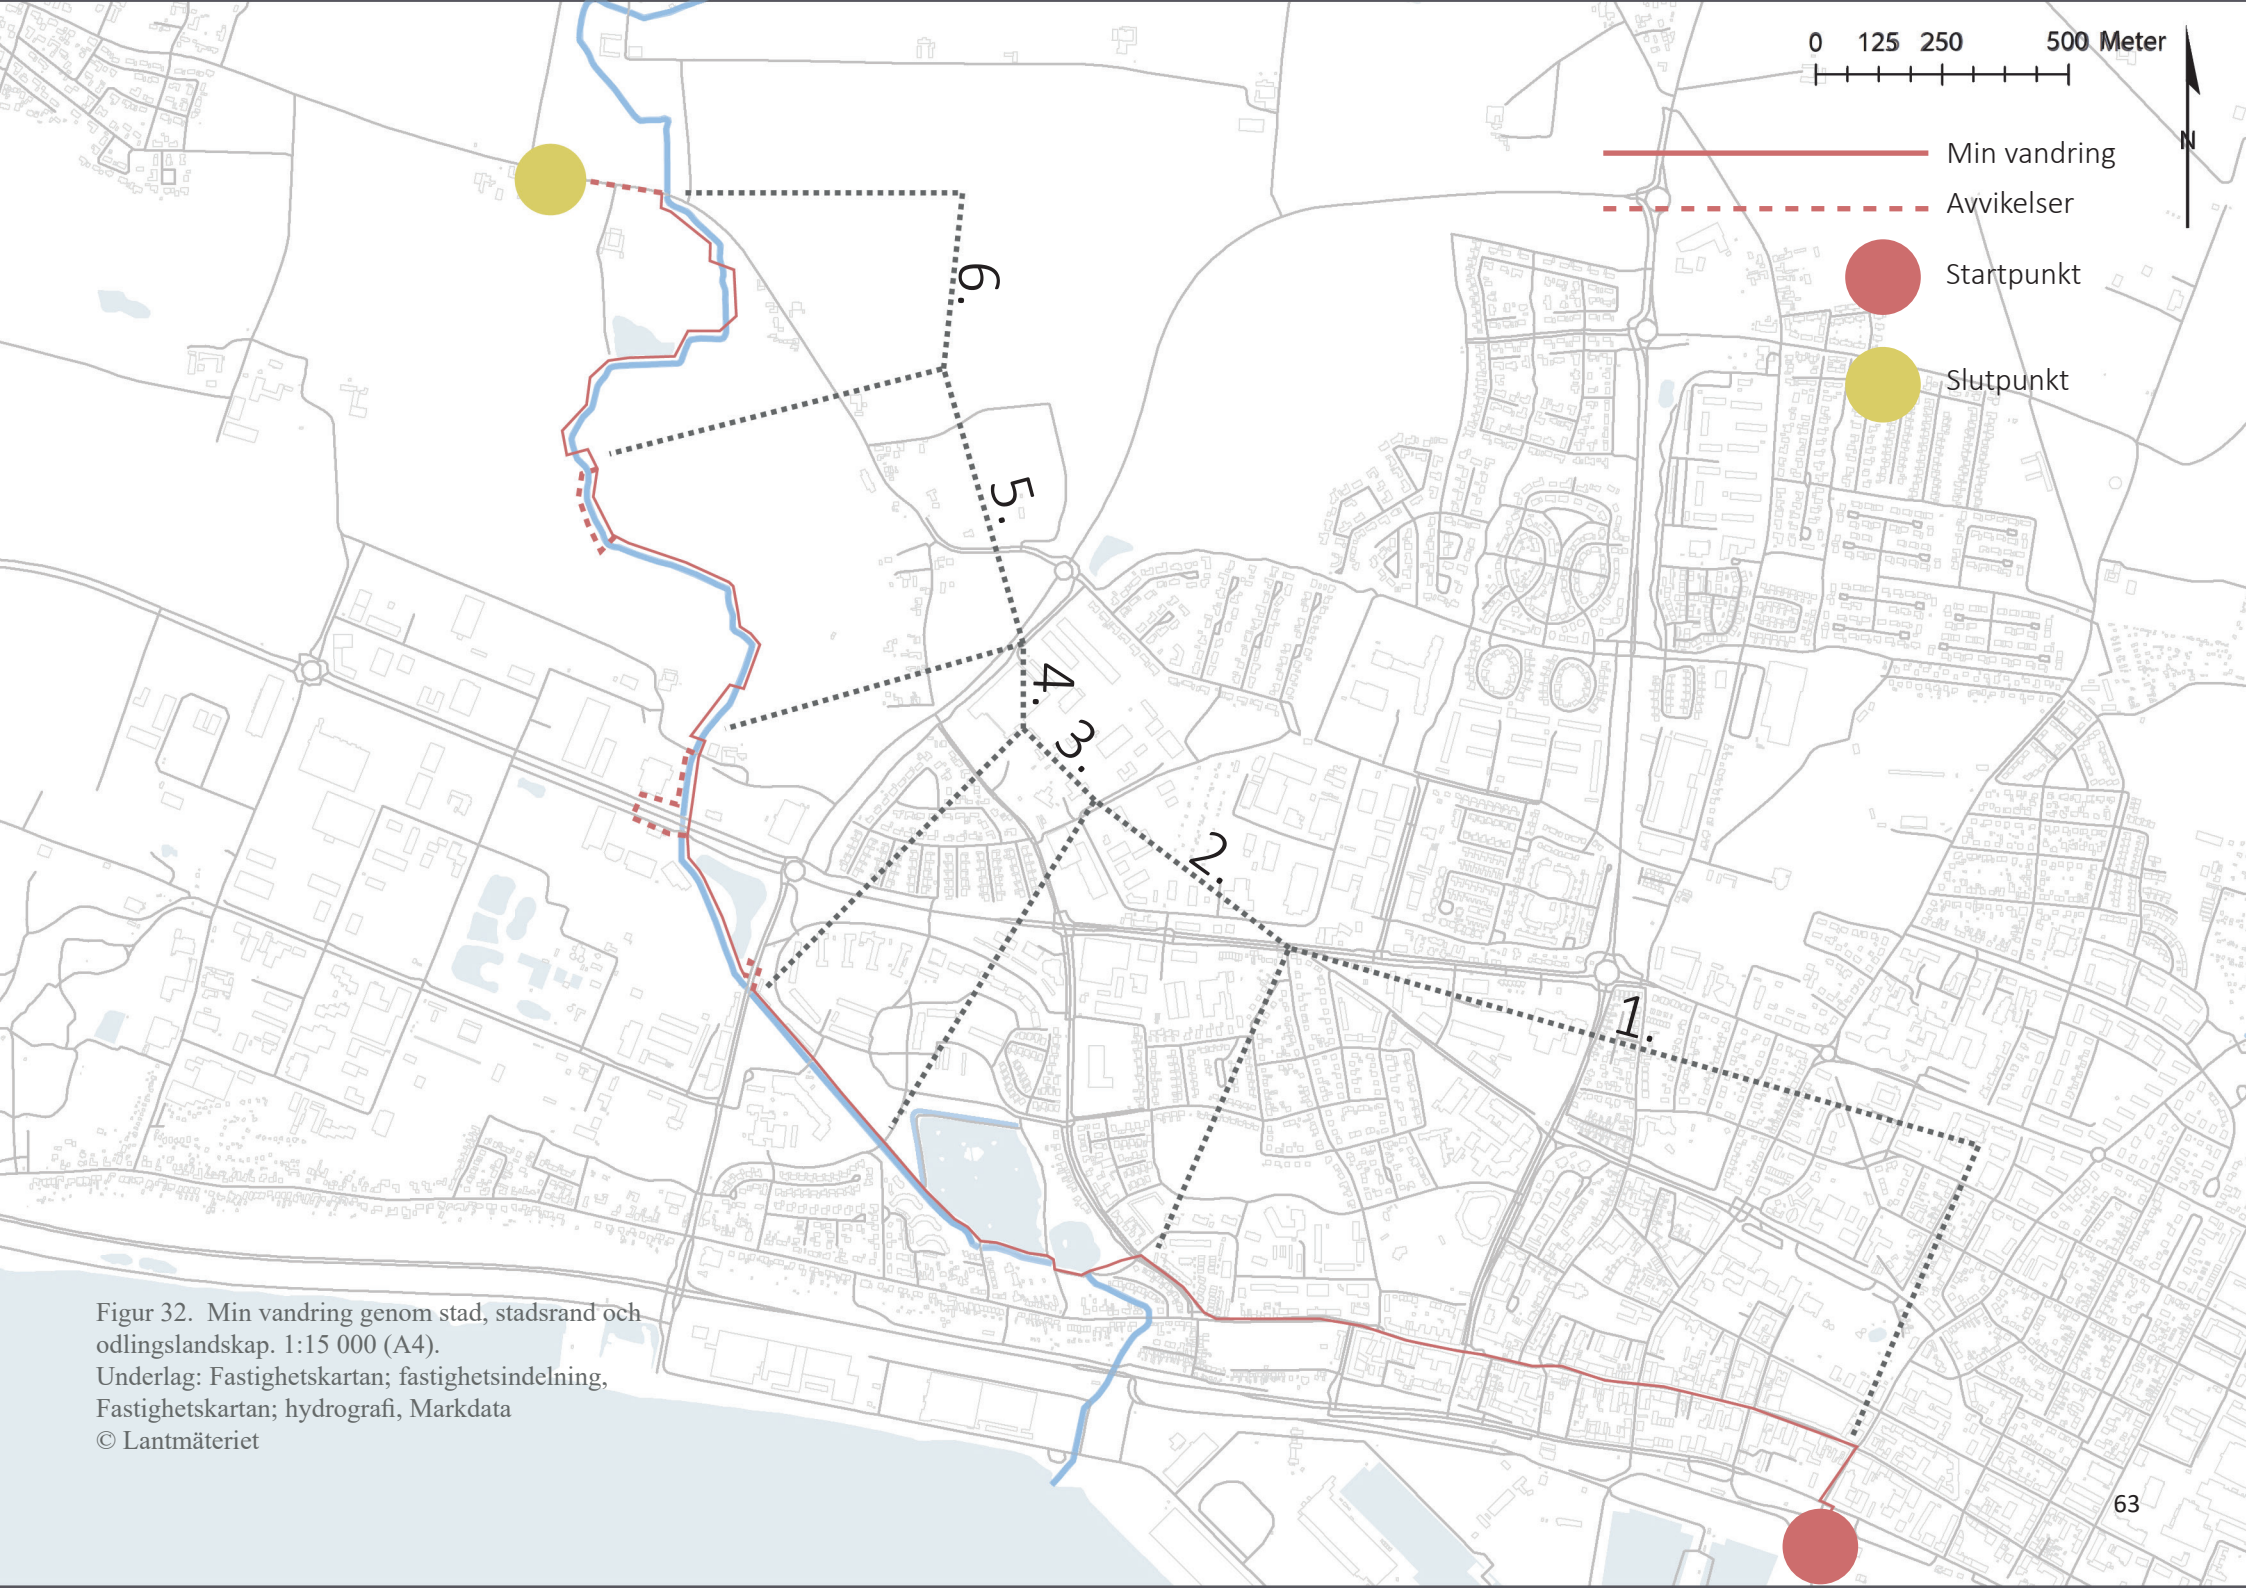 0 125 250 500 Meter
N
Min vandring
Avvikelser
Startpunkt
Slutpunkt
6.
5.
4.
3.
2.
1.
Figur 32. Min vandring genom stad, stadsrand och
odlingslandskap. 1:15 000 (A4).
Underlag: Fastighetskartan; fastighetsindelning,
Fastighetskartan; hydrografi, Markdata
© Lantmäteriet
63